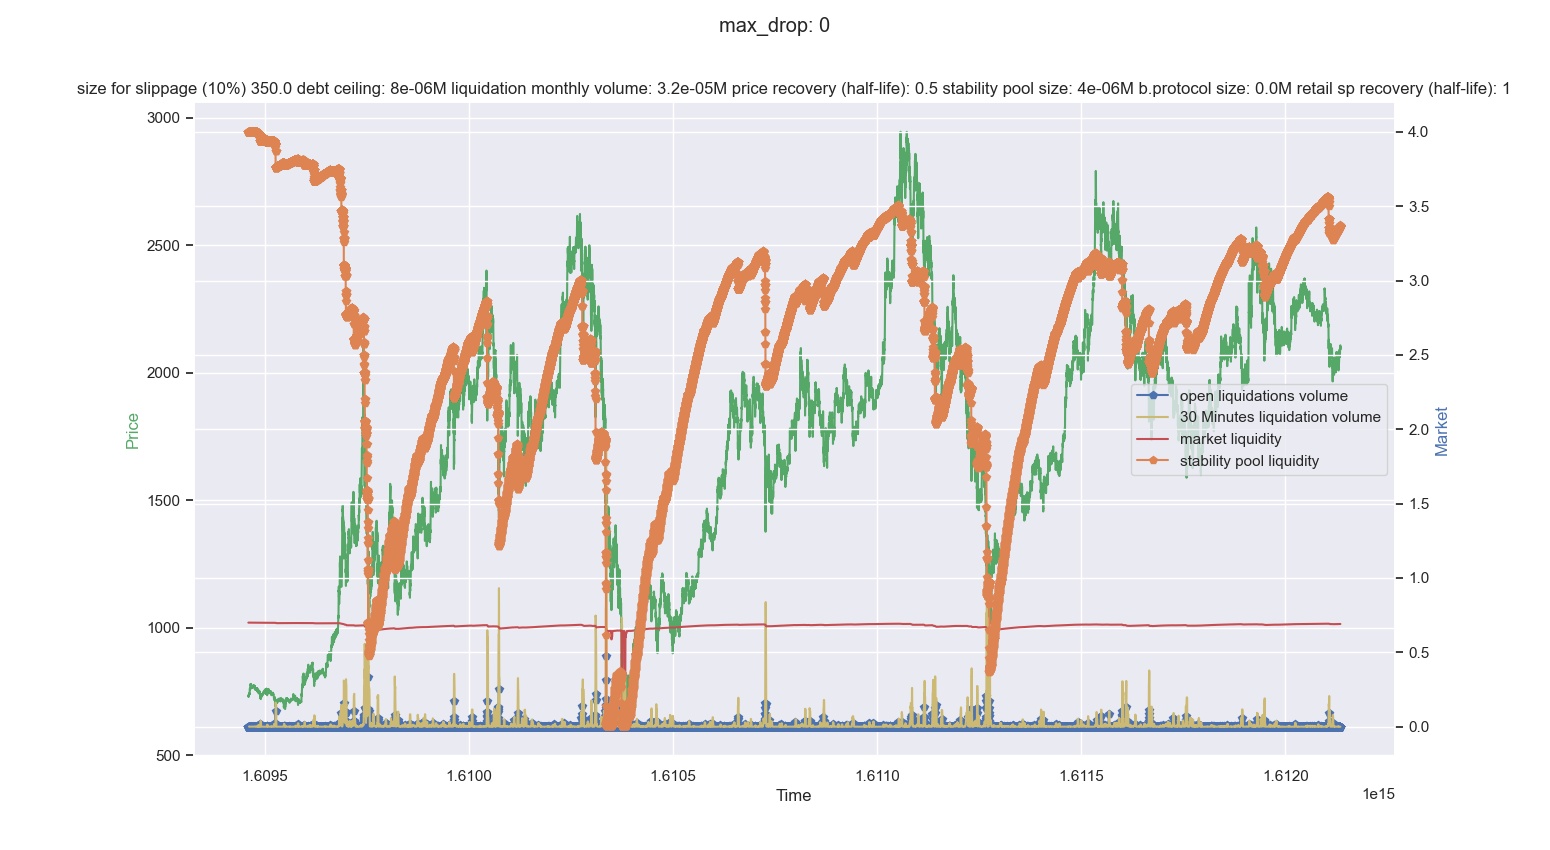 max_drop: 0
size for slippage (10%) 350.0 debt ceiling: 8e-06M liquidation monthly volume: 3.2e-05M price recovery (half-life): 0.5 stability pool size: 4e-06M b.protocol size: 0.0M retail sp recovery (half-life): 1
3000
2500
2000
1500
1000
500
Price
4.0
3.5
3.0
2.5
2.0
1.5
1.0
0.5
0.0
Market
open liquidations volume
30 Minutes liquidation volume
market liquidity
stability pool liquidity
1.6095
1.6100
1.6105
1.6110
1.6115
1.6120
Time
1e15